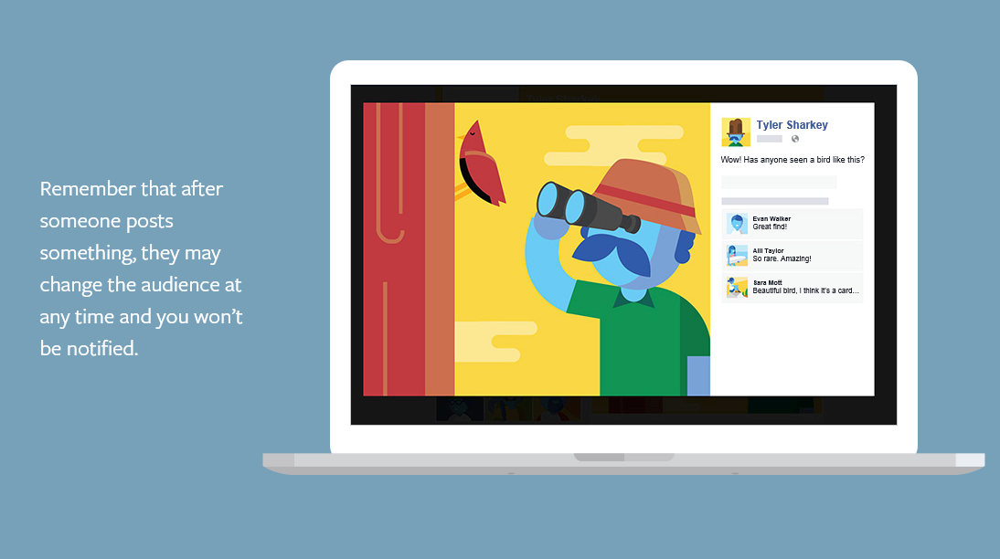 Remember that after
someone posts
something, they may
change the audience at
any time and you won't
be notified.
Tyler Sharkey
Wow! Has anyone seen a bird like this?
Evan Walker
Great find!
Alli Taylor
So rare. Amazing!
Sara Mott
Beautiful bird, I think it's a card...